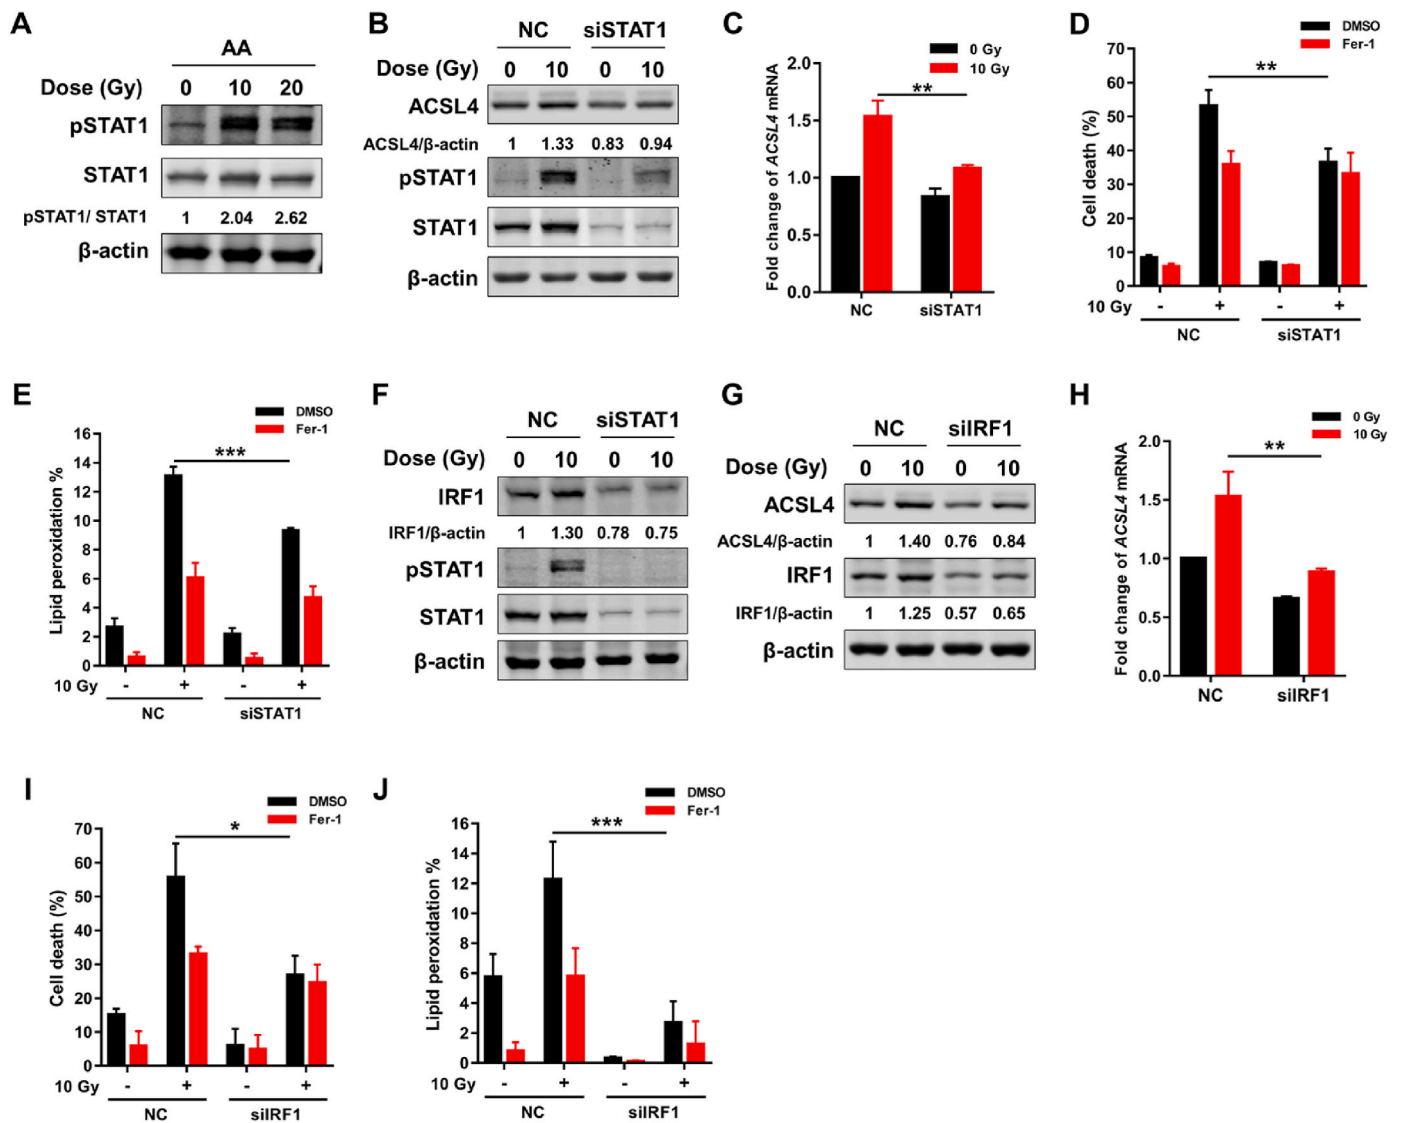 A
AA
Dose (Gy) 0 10 20
pSTAT1
STAT1
pSTAT1/ STAT1 1 2.04 2.62
β-actin
B
NC siSTAT1
Dose (Gy) 0 10 0 10
ACSL4
ACSL4/β-actin 1 1.33 0.83 0.94
pSTAT1
STAT1
β-actin
C
0 Gy
10 Gy
Fold change of ACSL4 mRNA
2.0
1.5
1.0
0.5
0.0
**
NC siSTAT1
D
DMSO
Fer-1
Cell death (%)
70
60
50
40
30
20
10
0
**
10 Gy - + - +
NC siSTAT1
E
DMSO
Fer-1
Lipid peroxidation %
16
14
12
10
8
6
4
2
0
***
10 Gy - + - +
NC siSTAT1
F
NC siSTAT1
Dose (Gy) 0 10 0 10
IRF1
IRF1/β-actin 1 1.30 0.78 0.75
pSTAT1
STAT1
β-actin
G
NC siIRF1
Dose (Gy) 0 10 0 10
ACSL4
ACSL4/β-actin 1 1.40 0.76 0.84
IRF1
IRF1/β-actin 1 1.25 0.57 0.65
β-actin
H
0 Gy
10 Gy
Fold change of ACSL4 mRNA
2.0
1.5
1.0
0.5
0.0
**
NC siIRF1
I
DMSO
Fer-1
Cell death (%)
70
60
50
40
30
20
10
0
*
10 Gy - + - +
NC siIRF1
J
DMSO
Fer-1
Lipid peroxidation %
16
14
12
10
8
6
4
2
0
***
10 Gy - + - +
NC siIRF1